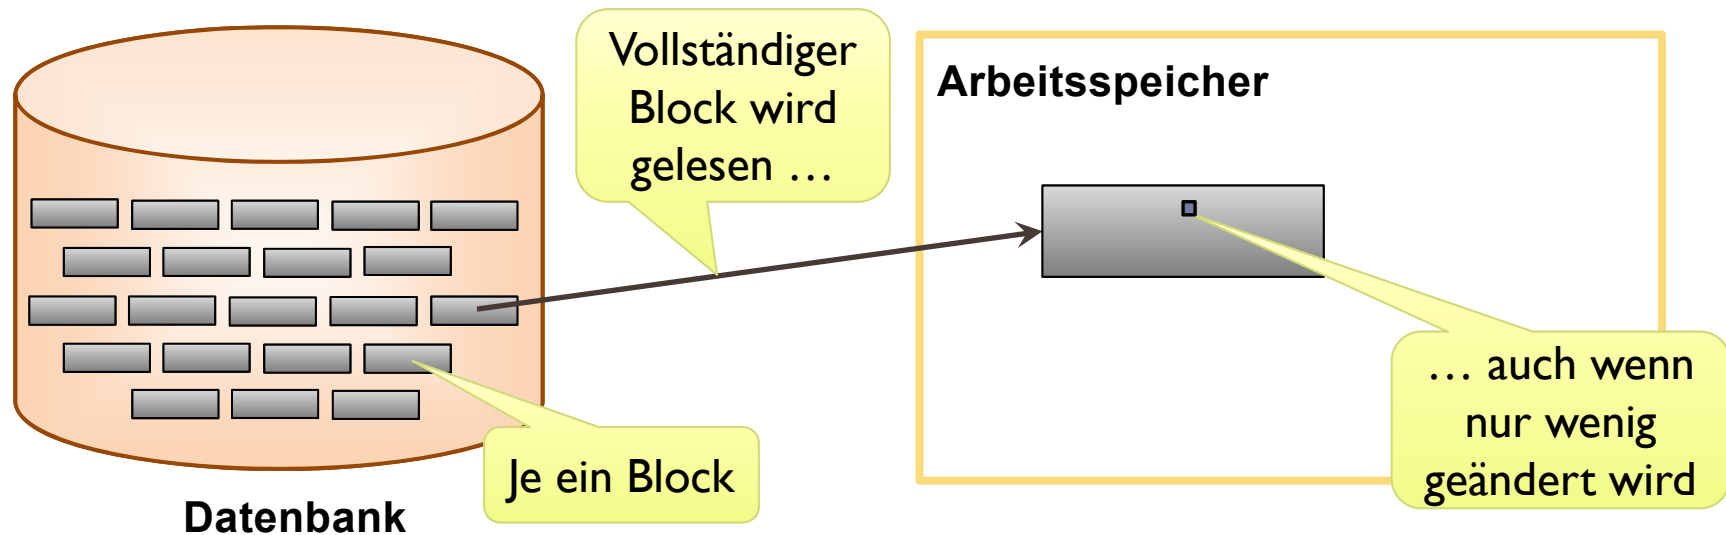 Vollständiger
Block wird
gelesen …
Arbeitsspeicher
… auch wenn
nur wenig
geändert wird
Je ein Block
Datenbank